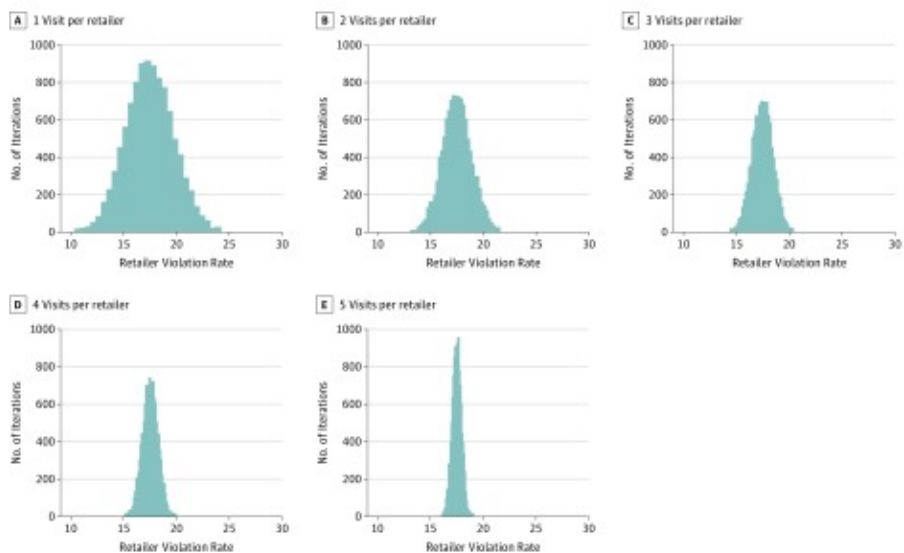 A 1 Visit per retailer
1000
800
600
400
200
0
No. of Iterations
10 15 20 25 30
Retailer Violation Rate
B 2 Visits per retailer
1000
800
600
400
200
0
No. of Iterations
10 15 20 25 30
Retailer Violation Rate
C 3 Visits per retailer
1000
800
600
400
200
0
No. of Iterations
10 15 20 25 30
Retailer Violation Rate
D 4 Visits per retailer
1000
800
600
400
200
0
No. of Iterations
10 15 20 25 30
Retailer Violation Rate
E 5 Visits per retailer
1000
800
600
400
200
0
No. of Iterations
10 15 20 25 30
Retailer Violation Rate